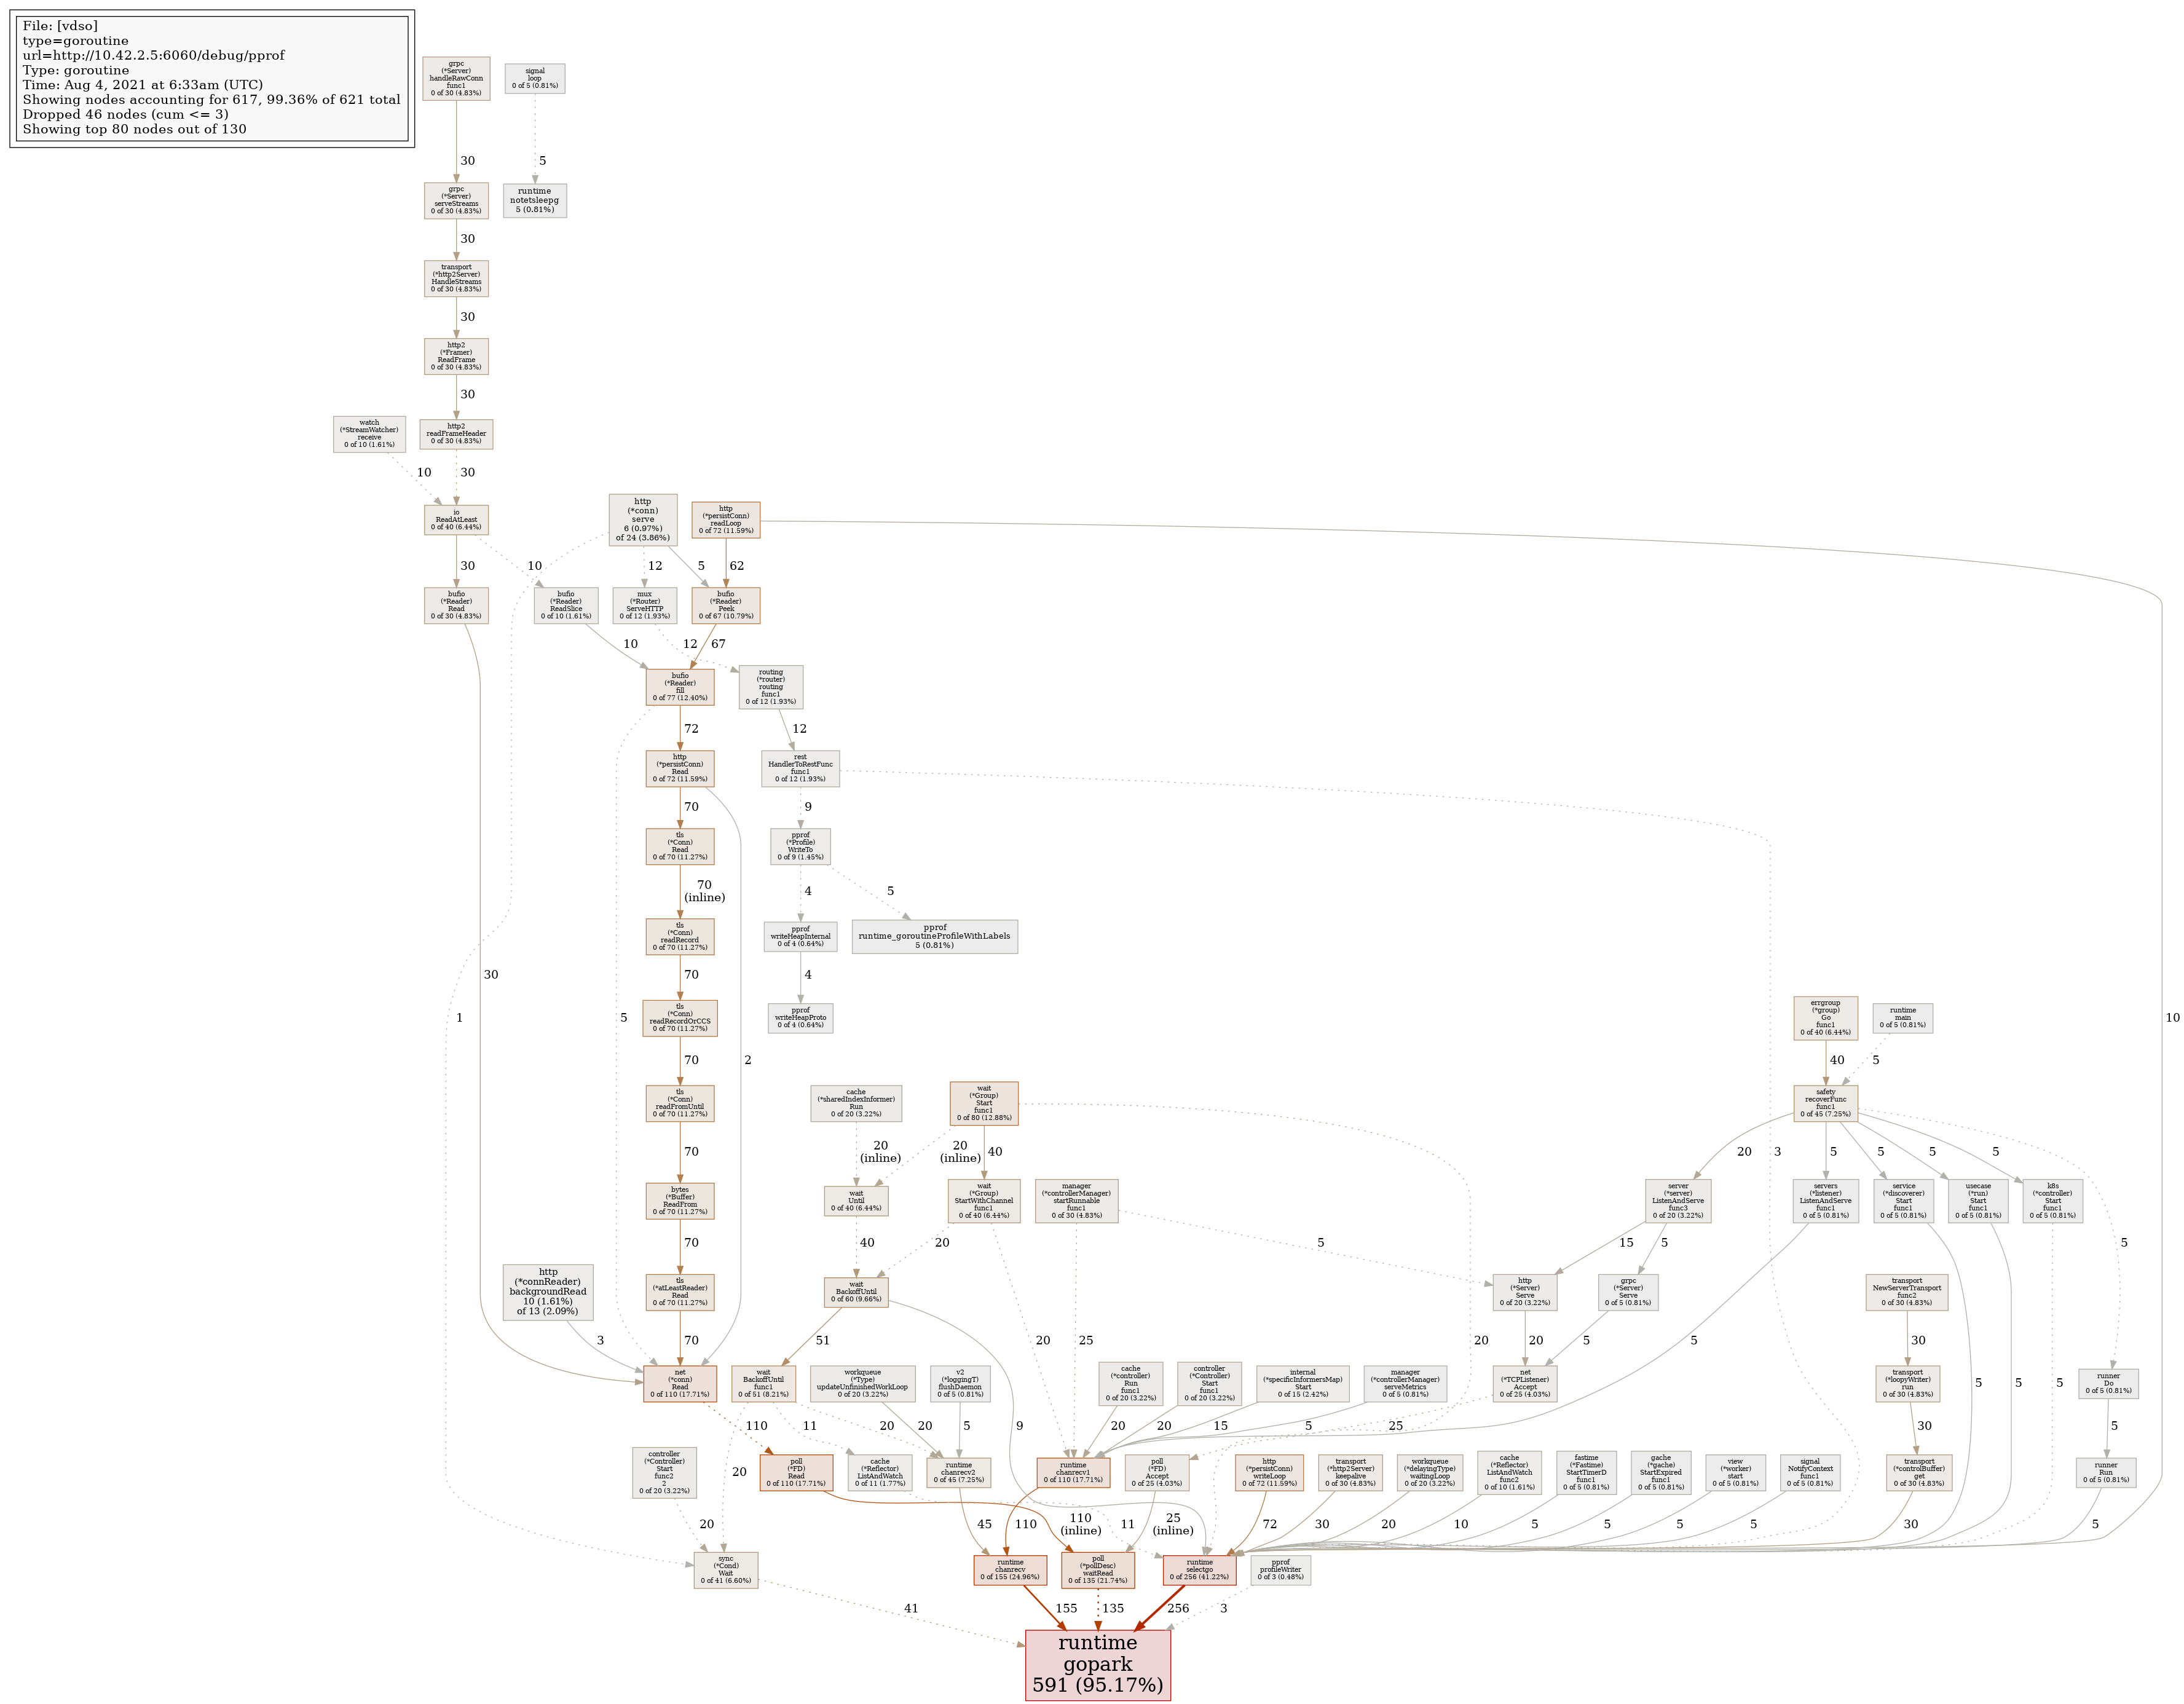 File: [vdso]
type=goroutine
url=http://10.42.2.5:6060/debug/pprof
Type: goroutine
Time: Aug 4, 2021 at 6:33am (UTC)
Showing nodes accounting for 617, 99.36% of 621 total
Dropped 46 nodes (cum <= 3)
Showing top 80 nodes out of 130
grpc
(*Server)
handleRawConn
func1
0 of 30 (4.83%)
signal
loop
0 of 5 (0.81%)
30
5
grpc
(*Server)
serveStreams
0 of 30 (4.83%)
runtime
notetsleepg
5 (0.81%)
30
transport
(*http2Server)
HandleStreams
0 of 30 (4.83%)
30
http2
(*Framer)
ReadFrame
0 of 30 (4.83%)
30
watch
(*StreamWatcher)
receive
0 of 10 (1.61%)
http2
readFrameHeader
0 of 30 (4.83%)
10
30
io
ReadAtLeast
0 of 40 (6.44%)
http
(*conn)
serve
6 (0.97%)
of 24 (3.86%)
http
(*persistConn)
readLoop
0 of 72 (11.59%)
30
10
12
5
62
bufio
(*Reader)
Read
0 of 30 (4.83%)
bufio
(*Reader)
ReadSlice
0 of 10 (1.61%)
mux
(*Router)
ServeHTTP
0 of 12 (1.93%)
bufio
(*Reader)
Peek
0 of 67 (10.79%)
10
12
67
bufio
(*Reader)
fill
0 of 77 (12.40%)
routing
(*router)
routing
func1
0 of 12 (1.93%)
72
12
http
(*persistConn)
Read
0 of 72 (11.59%)
rest
HandlerToRestFunc
func1
0 of 12 (1.93%)
70
9
tls
(*Conn)
Read
0 of 70 (11.27%)
pprof
(*Profile)
WriteTo
0 of 9 (1.45%)
70
(inline)
4
5
tls
(*Conn)
readRecord
0 of 70 (11.27%)
pprof
writeHeapInternal
0 of 4 (0.64%)
pprof
runtime_goroutineProfileWithLabels
5 (0.81%)
70
4
1
30
5
2
3
10
tls
(*Conn)
readRecordOrCCS
0 of 70 (11.27%)
pprof
writeHeapProto
0 of 4 (0.64%)
errgroup
(*group)
Go
func1
0 of 40 (6.44%)
runtime
main
0 of 5 (0.81%)
70
40
5
tls
(*Conn)
readFromUntil
0 of 70 (11.27%)
cache
(*sharedIndexInformer)
Run
0 of 20 (3.22%)
wait
(*Group)
Start
func1
0 of 80 (12.88%)
safety
recoverFunc
func1
0 of 45 (7.25%)
70
20
(inline)
20
(inline)
40
20
5
5
5
5
bytes
(*Buffer)
ReadFrom
0 of 70 (11.27%)
wait
Until
0 of 40 (6.44%)
wait
(*Group)
StartWithChannel
func1
0 of 40 (6.44%)
manager
(*controllerManager)
startRunnable
func1
0 of 30 (4.83%)
server
(*server)
ListenAndServe
func3
0 of 20 (3.22%)
servers
(*listener)
ListenAndServe
func1
0 of 5 (0.81%)
service
(*discoverer)
Start
func1
0 of 5 (0.81%)
usecase
(*run)
Start
func1
0 of 5 (0.81%)
k8s
(*controller)
Start
func1
0 of 5 (0.81%)
70
40
20
5
15
5
5
http
(*connReader)
backgroundRead
10 (1.61%)
of 13 (2.09%)
tls
(*atLeastReader)
Read
0 of 70 (11.27%)
wait
BackoffUntil
0 of 60 (9.66%)
http
(*Server)
Serve
0 of 20 (3.22%)
grpc
(*Server)
Serve
0 of 5 (0.81%)
transport
NewServerTransport
func2
0 of 30 (4.83%)
3
70
51
20
25
20
20
5
5
30
net
(*conn)
Read
0 of 110 (17.71%)
wait
BackoffUntil
func1
0 of 51 (8.21%)
workqueue
(*Type)
updateUnfinishedWorkLoop
0 of 20 (3.22%)
v2
(*loggingT)
flushDaemon
0 of 5 (0.81%)
cache
(*controller)
Run
func1
0 of 20 (3.22%)
controller
(*Controller)
Start
func1
0 of 20 (3.22%)
internal
(*specificInformersMap)
Start
0 of 15 (2.42%)
manager
(*controllerManager)
serveMetrics
0 of 5 (0.81%)
net
(*TCPListener)
Accept
0 of 25 (4.03%)
transport
(*loopyWriter)
run
0 of 30 (4.83%)
runner
Do
0 of 5 (0.81%)
5
5
5
110
11
20
20
5
9
20
20
15
5
25
30
5
controller
(*Controller)
Start
func2
2
0 of 20 (3.22%)
poll
(*FD)
Read
0 of 110 (17.71%)
cache
(*Reflector)
ListAndWatch
0 of 11 (1.77%)
runtime
chanrecv2
0 of 45 (7.25%)
runtime
chanrecv1
0 of 110 (17.71%)
poll
(*FD)
Accept
0 of 25 (4.03%)
http
(*persistConn)
writeLoop
0 of 72 (11.59%)
transport
(*http2Server)
keepalive
0 of 30 (4.83%)
workqueue
(*delayingType)
waitingLoop
0 of 20 (3.22%)
cache
(*Reflector)
ListAndWatch
func2
0 of 10 (1.61%)
fastime
(*Fastime)
StartTimerD
func1
0 of 5 (0.81%)
gache
(*gache)
StartExpired
func1
0 of 5 (0.81%)
view
(*worker)
start
0 of 5 (0.81%)
signal
NotifyContext
func1
0 of 5 (0.81%)
transport
(*controlBuffer)
get
0 of 30 (4.83%)
runner
Run
0 of 5 (0.81%)
20
20
45
110
110
(inline)
11
25
(inline)
72
30
20
10
5
5
5
5
30
5
sync
(*Cond)
Wait
0 of 41 (6.60%)
runtime
chanrecv
0 of 155 (24.96%)
poll
(*pollDesc)
waitRead
0 of 135 (21.74%)
runtime
selectgo
0 of 256 (41.22%)
pprof
profileWriter
0 of 3 (0.48%)
41
155
135
256
3
runtime
gopark
591 (95.17%)